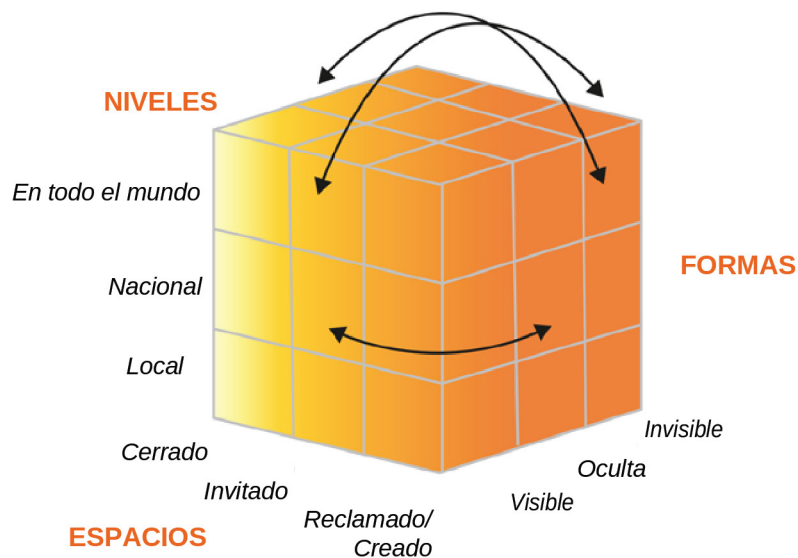 NIVELES
En todo el mundo
Nacional
Local
FORMAS
Cerrado
Invitado
Reclamado/
Creado
ESPACIOS
Visible
Oculta
Invisible